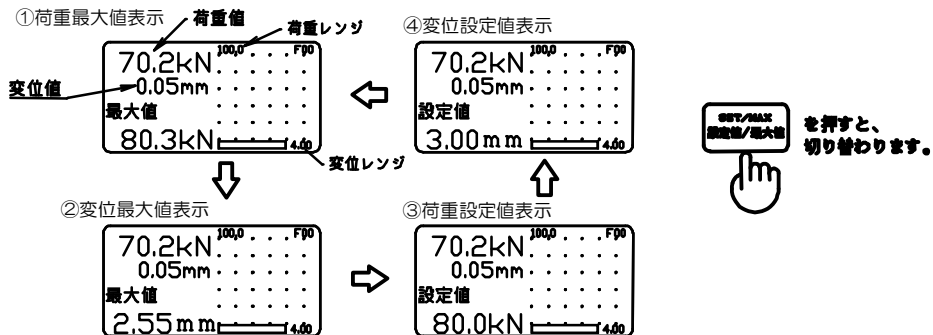 ①荷重最大値表示
荷重値
荷重レンジ
100.0
F00
70.2kN
変位値
0.05mm
最大値
80.3kN
4.00
変位レンジ
④変位設定値表示
100.0
F00
70.2kN
0.05mm
設定値
3.00mm
4.00
SET/MAX
設定値/最大値
を押すと、
切り替わります。
②変位最大値表示
100.0
F00
70.2kN
0.05mm
最大値
2.55mm
4.00
③荷重設定値表示
100.0
F00
70.2kN
0.05mm
設定値
80.0kN
4.00